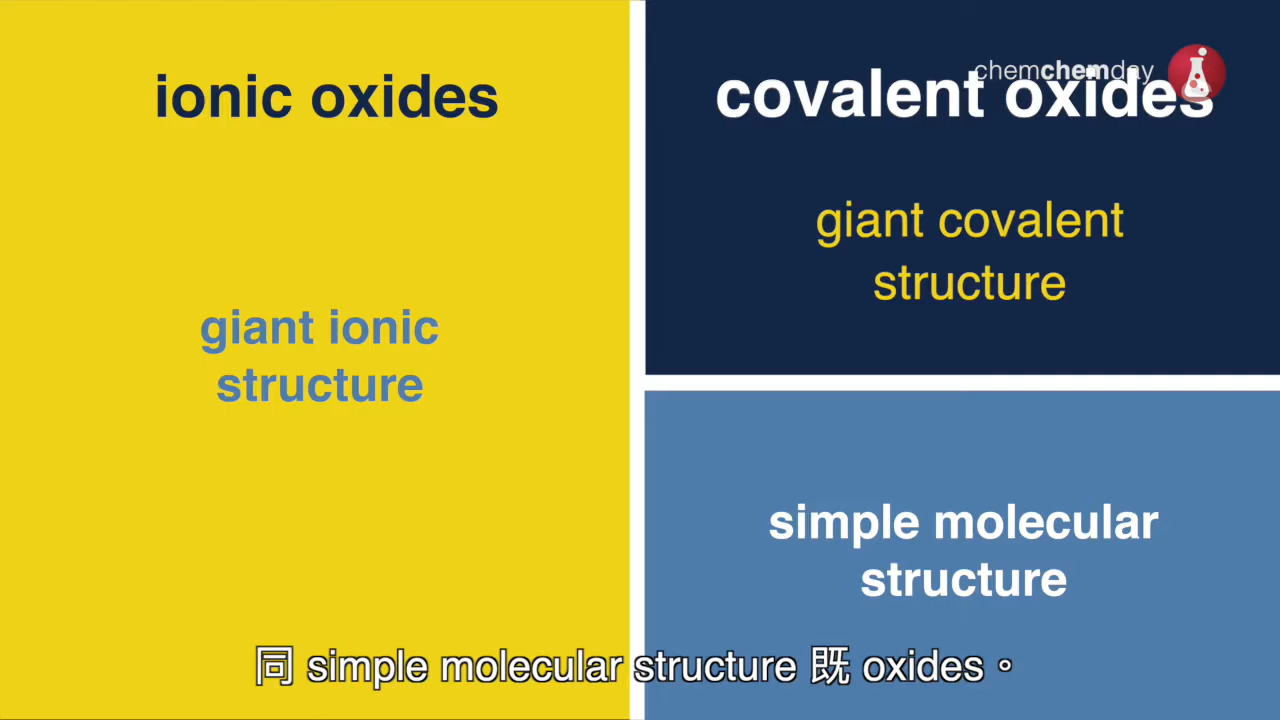 ionic oxides
giant ionic
structure
chemchemday
covalent oxides
giant covalent
structure
simple molecular
structure
同 simple molecular structure 既 oxides。